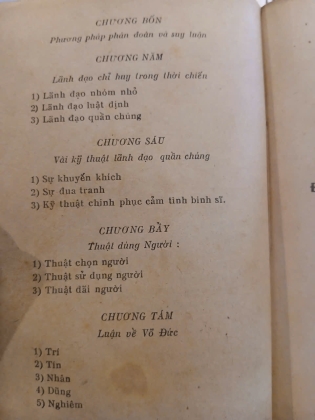 CHƯƠNG BỐN
Phương pháp phán đoán và suy luận
CHƯƠNG NĂM
Lãnh đạo chỉ huy trong thời chiến
1) Lãnh đạo nhóm nhỏ
2) Lãnh đạo luật định
3) Lãnh đạo quần chúng
CHƯƠNG SÁU
Vài kỹ thuật lãnh đạo quần chúng
1) Sự khuyến khích
2) Sự đua tranh
3) Kỹ thuật chinh phục cảm tình binh sĩ.
CHƯƠNG BẢY
Thuật dùng Người :
1) Thuật chọn người
2) Thuật sử dụng người
3) Thuật đãi người
CHƯƠNG TÁM
Luận về Võ Đức
1) Trí
2) Tín
3) Nhân
4) Dũng
5) Nghiêm